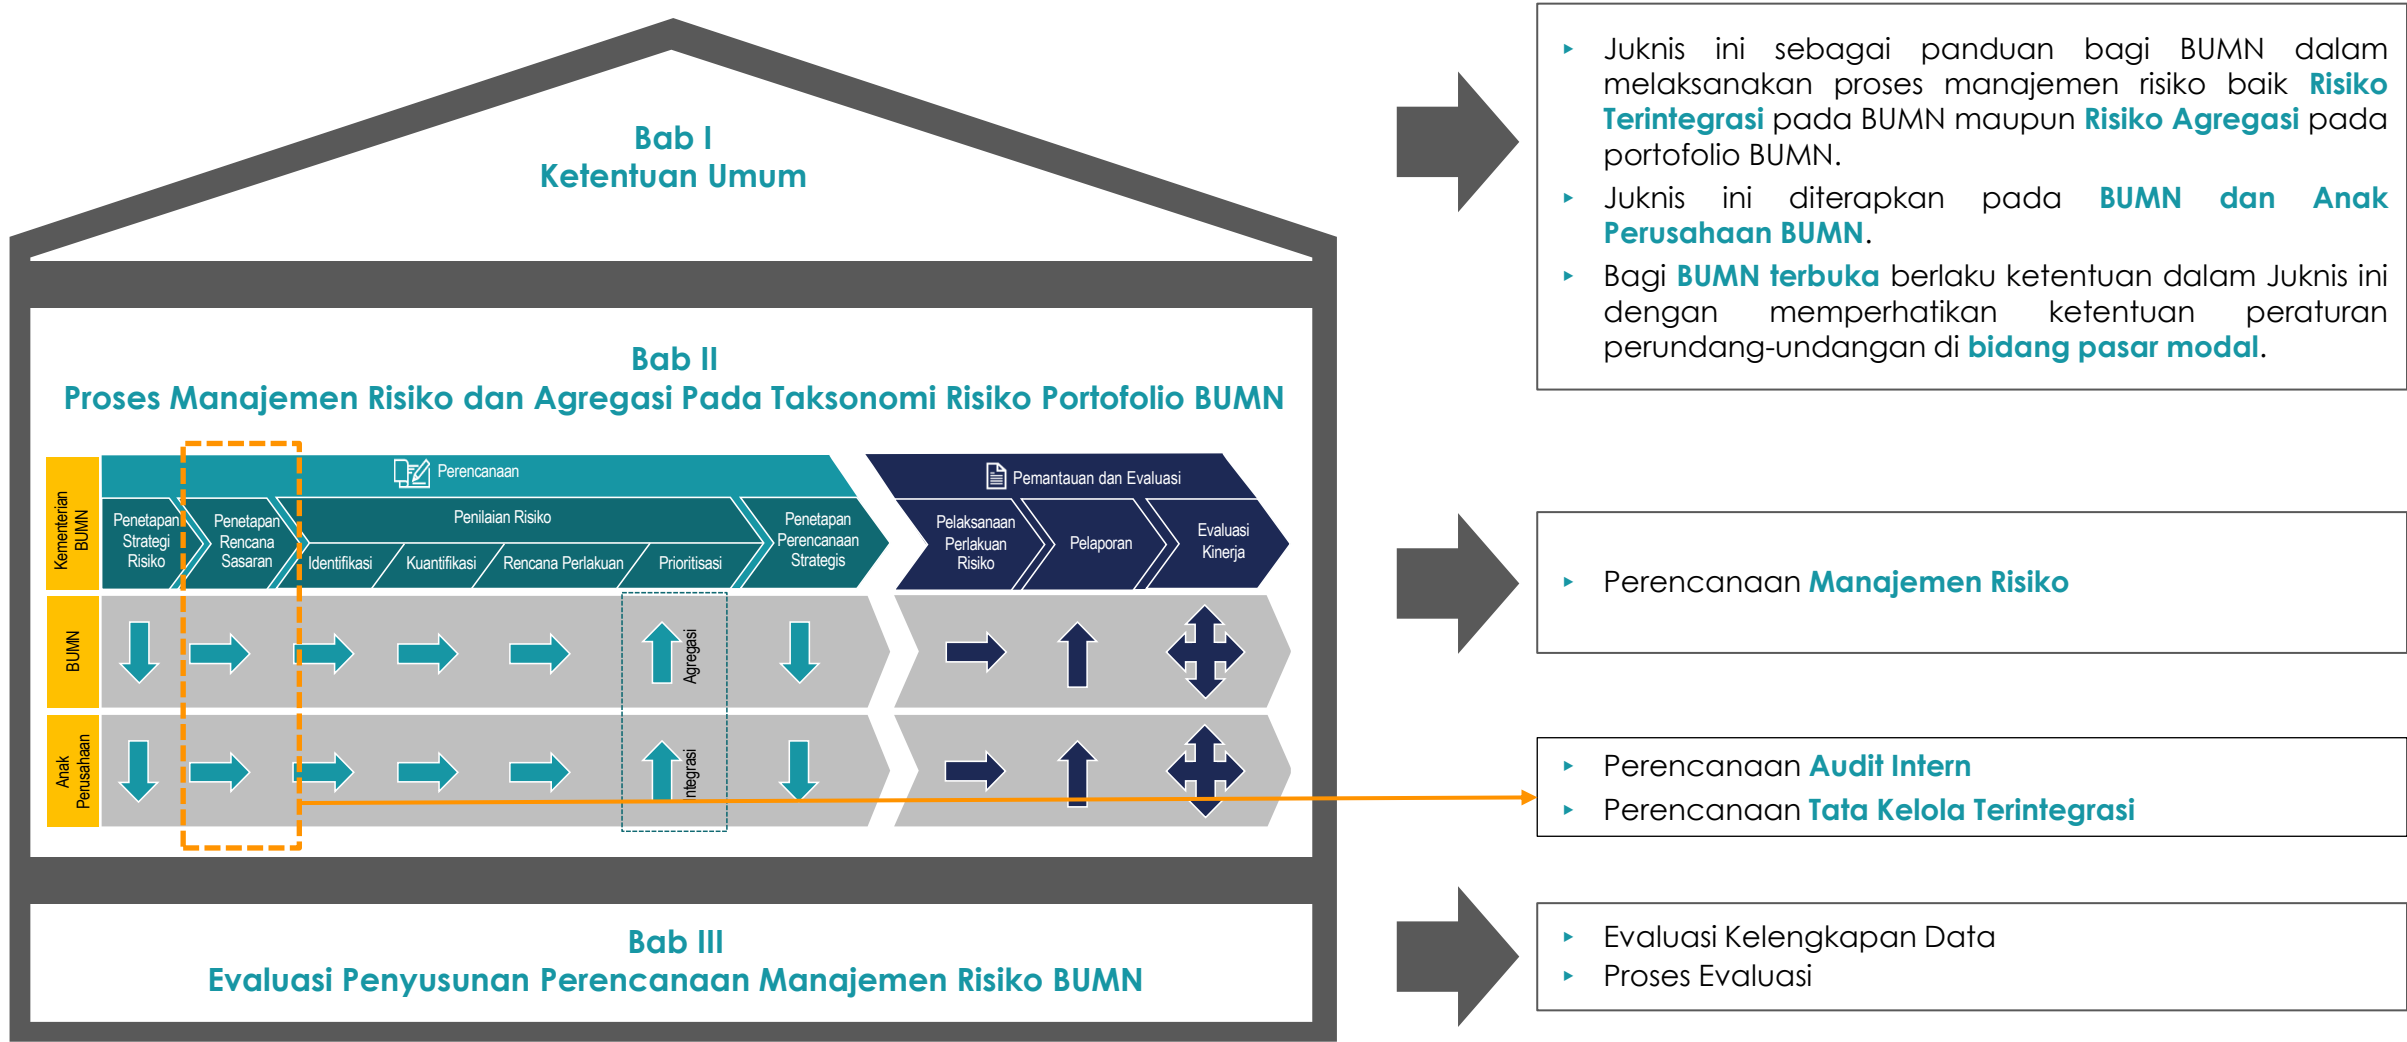 Bab I
Ketentuan Umum
Bab II
Proses Manajemen Risiko dan Agregasi Pada Taksonomi Risiko Portofolio BUMN
Kementerian
BUMN
Perencanaan
Penetapan
Strategi
Risiko
Penetapan
Rencana
Sasaran
Penilaian Risiko
Identifikasi
Kuantifikasi
Rencana Perlakuan
Prioritisasi
Penetapan
Perencanaan
Strategis
Pemantauan dan Evaluasi
Pelaksanaan
Perlakuan
Risiko
Pelaporan
Evaluasi
Kinerja
BUMN
Agregasi
Anak
Perusahaan
Integrasi
Bab III
Evaluasi Penyusunan Perencanaan Manajemen Risiko BUMN
‣ Juknis ini sebagai panduan bagi BUMN dalam
melaksanakan proses manajemen risiko baik Risiko
Terintegrasi pada BUMN maupun Risiko Agregasi pada
portofolio BUMN.
‣ Juknis ini diterapkan pada BUMN dan Anak
Perusahaan BUMN.
‣ Bagi BUMN terbuka berlaku ketentuan dalam Juknis ini
dengan memperhatikan ketentuan peraturan
perundang-undangan di bidang pasar modal.
‣ Perencanaan Manajemen Risiko
‣ Perencanaan Audit Intern
‣ Perencanaan Tata Kelola Terintegrasi
‣ Evaluasi Kelengkapan Data
‣ Proses Evaluasi